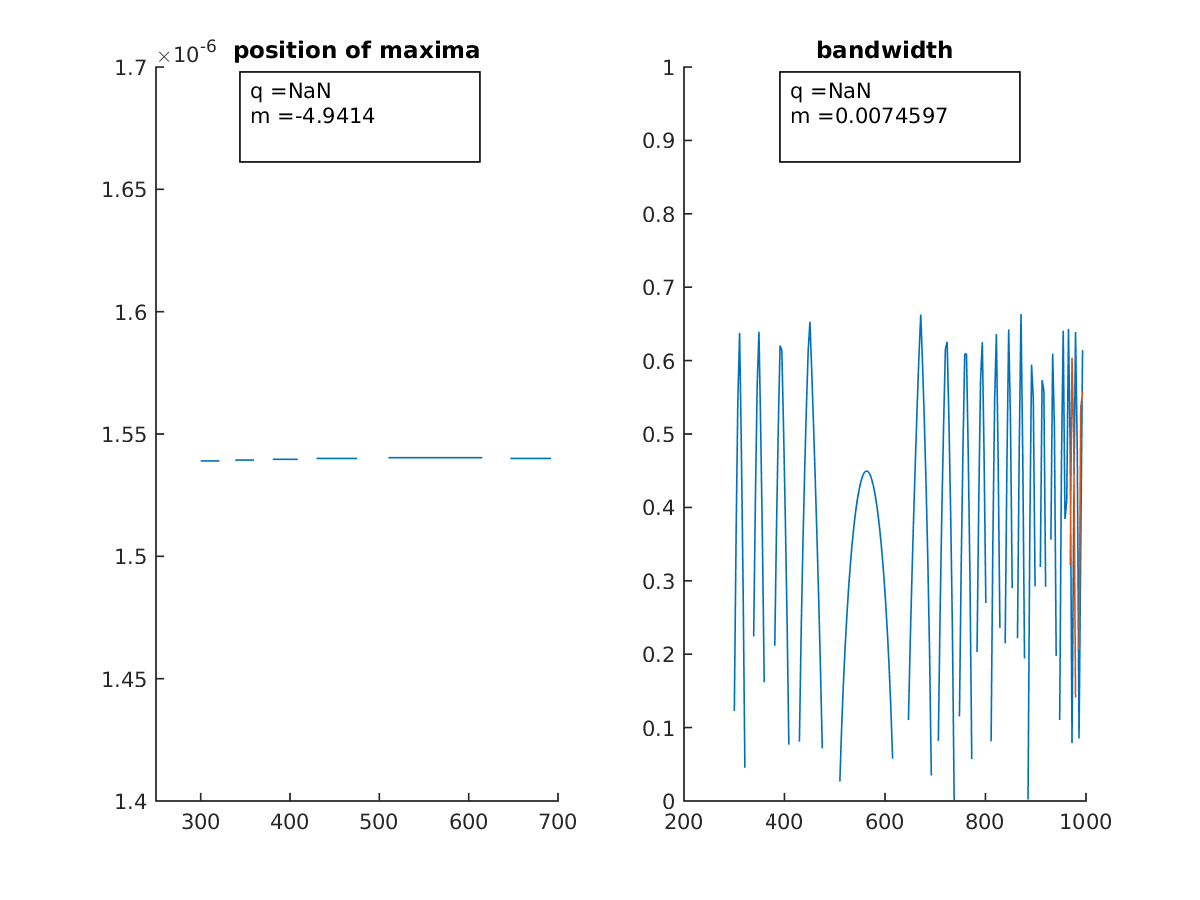 ×10-6
position of maxima
q =NaN
m =-4.9414
1.7
1.65
1.6
1.55
1.5
1.45
1.4
300 400 500 600 700
bandwidth
q =NaN
m =0.0074597
1
0.9
0.8
0.7
0.6
0.5
0.4
0.3
0.2
0.1
0
200 400 600 800 1000